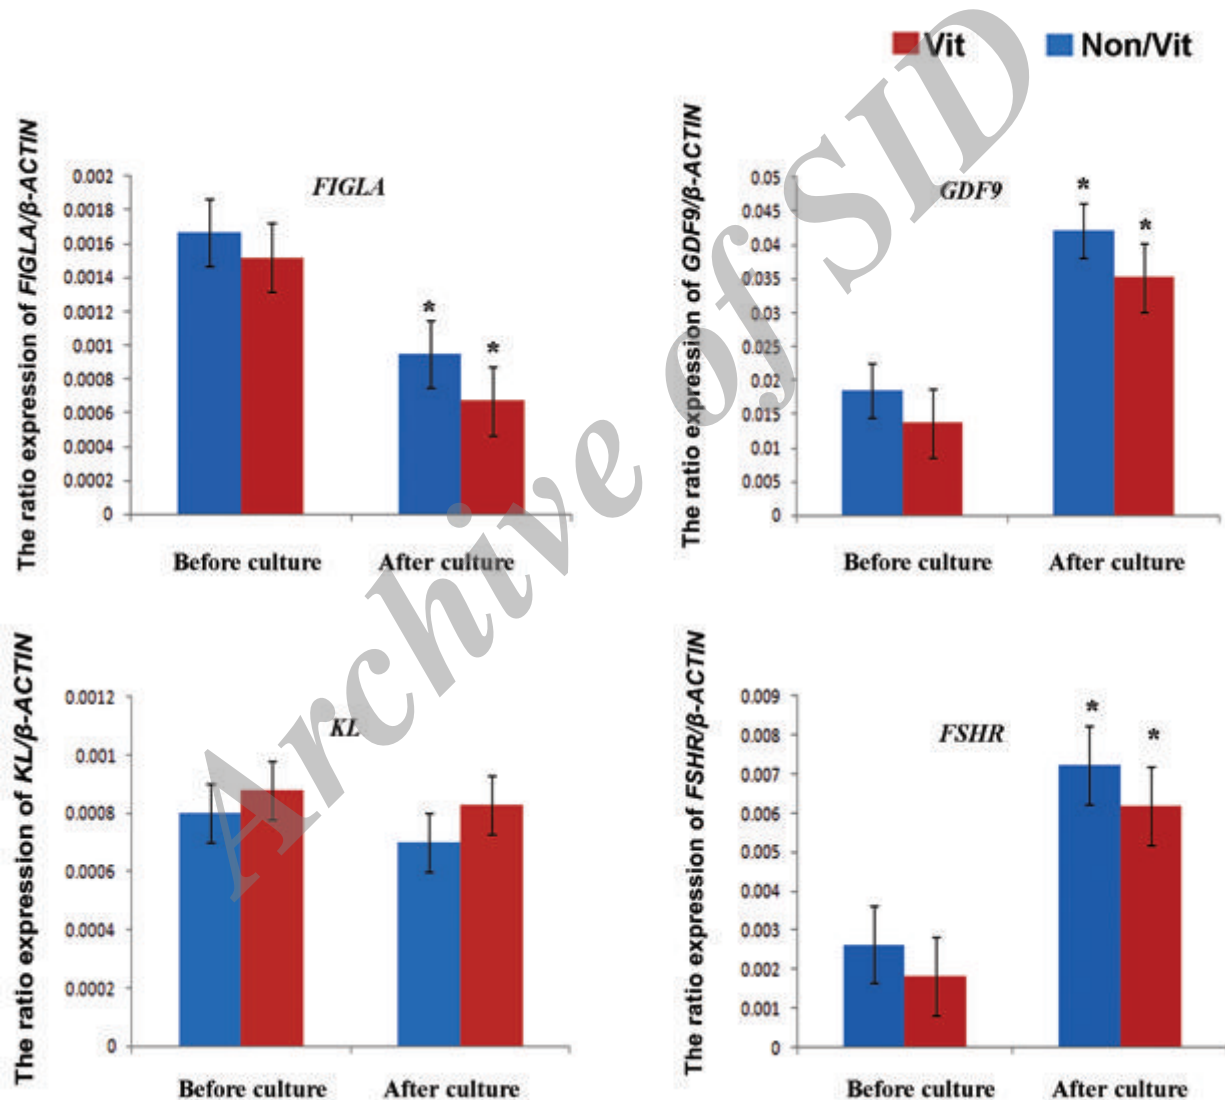 Vit
Non/Vit
The ratio expression of FIGLA/β-ACTIN
FIGLA
0.002
0.0018
0.0016
0.0014
0.0012
0.001
0.0008
0.0006
0.0004
0.0002
0
*
*
Before culture
After culture
The ratio expression of GDF9/β-ACTIN
GDF9
0.05
0.045
0.04
0.035
0.03
0.025
0.02
0.015
0.01
0.005
0
*
*
Before culture
After culture
The ratio expression of KL/β-ACTIN
KL
0.0012
0.001
0.0008
0.0006
0.0004
0.0002
0
Before culture
After culture
The ratio expression of FSHR/β-ACTIN
FSHR
0.009
0.008
0.007
0.006
0.005
0.004
0.003
0.002
0.001
0
*
*
Before culture
After culture
Archive of SID